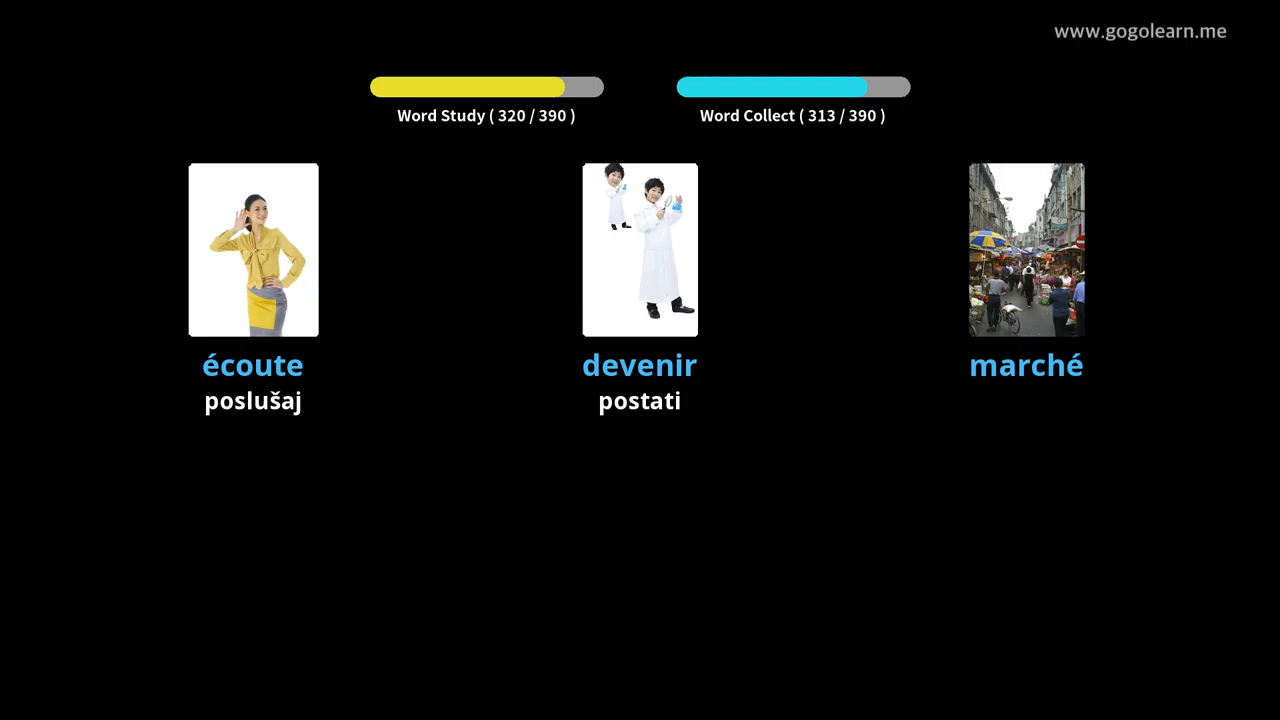 www.gogolearn.me
Word Study ( 320 / 390 )
Word Collect ( 313 / 390 )
écoute
poslušaj
devenir
postati
marché